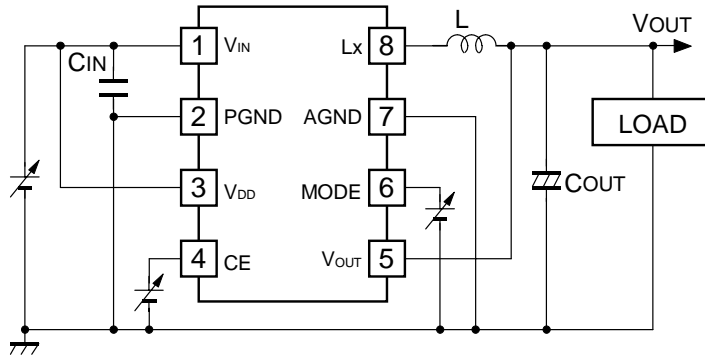 L
VOUT
1 VIN Lx 8
CIN
2 PGND AGND 7
LOAD
3 VDD MODE 6
COUT
4 CE VOUT 5